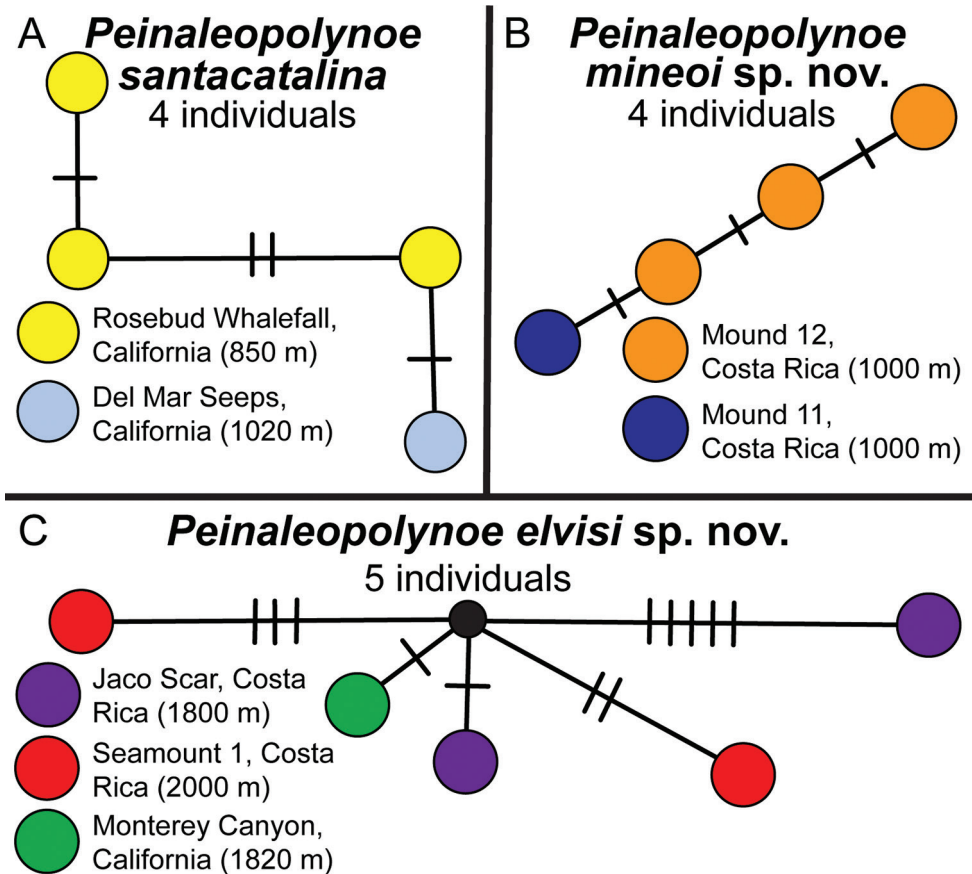 A
Peinaleopolynoe
santacatalina
4 individuals
Rosebud Whalefall,
California (850 m)
Del Mar Seeps,
California (1020 m)
B
Peinaleopolynoe
mineoi sp. nov.
4 individuals
Mound 12,
Costa Rica (1000 m)
Mound 11,
Costa Rica (1000 m)
C
Peinaleopolynoe elvisi sp. nov.
5 individuals
Jaco Scar, Costa
Rica (1800 m)
Seamount 1, Costa
Rica (2000 m)
Monterey Canyon,
California (1820 m)